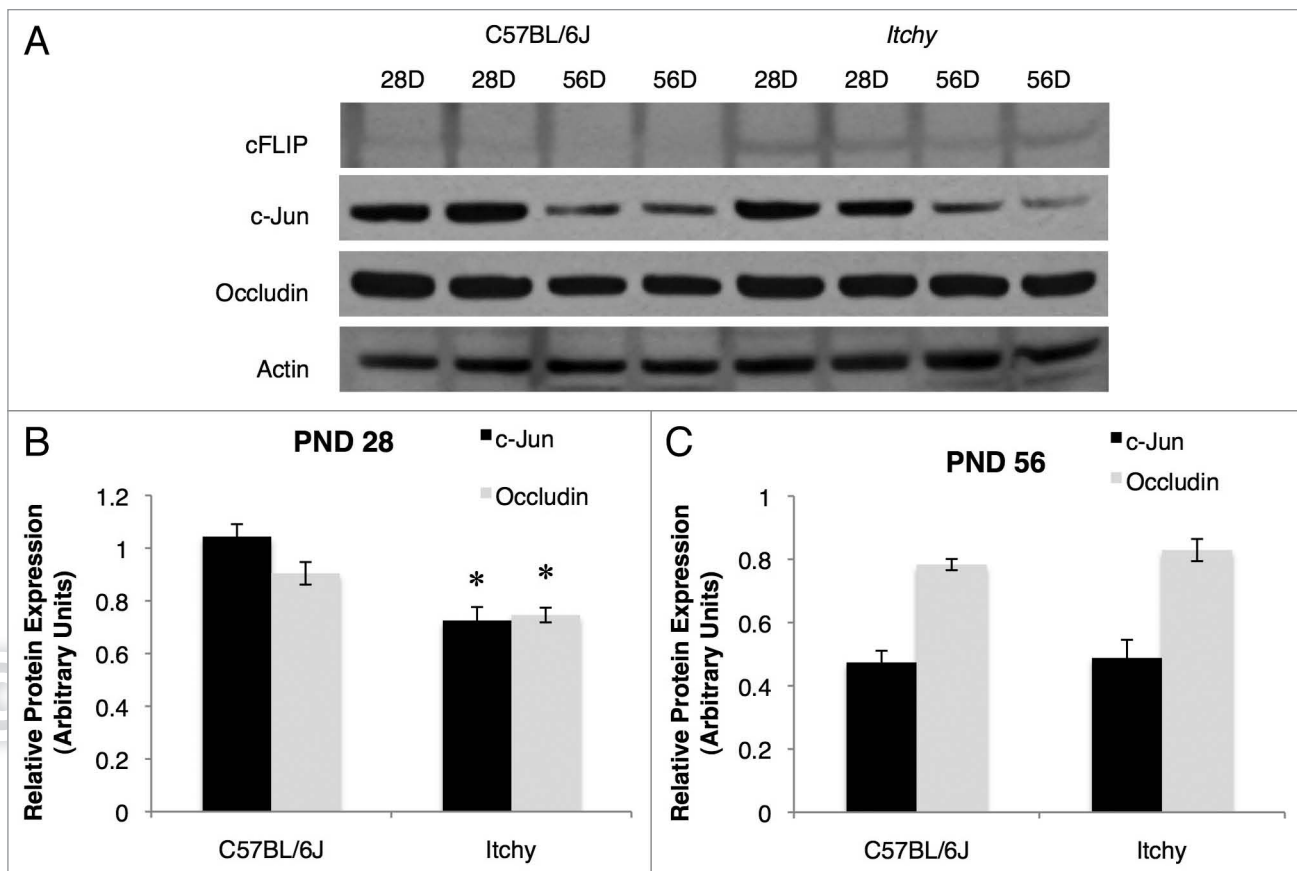 A
C57BL/6J Itchy
28D 28D 56D 56D 28D 28D 56D 56D
cFLIP
c-Jun
Occludin
Actin
B
PND 28
c-Jun
Occludin
Relative Protein Expression
(Arbitrary Units)
1.2
1
0.8
0.6
0.4
0.2
0
* *
C57BL/6J Itchy
C
PND 56
c-Jun
Occludin
Relative Protein Expression
(Arbitrary Units)
1
0.8
0.6
0.4
0.2
0
C57BL/6J Itchy